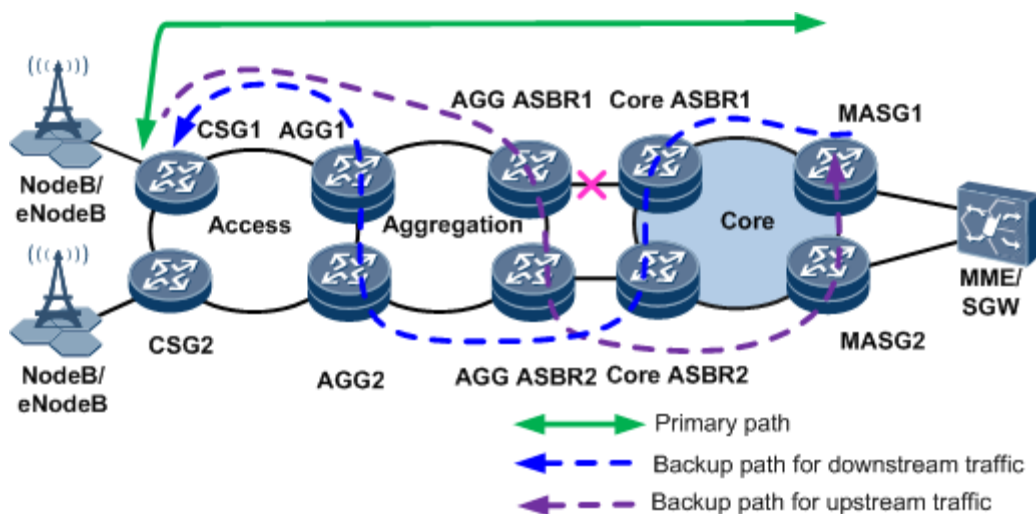 AGG ASBR1 Core ASBR1
MASG1
CSG1 AGG1
NodeB/
eNodeB
Access Aggregation Core
MME/
SGW
CSG2 AGG2 AGG ASBR2 Core ASBR2 MASG2
NodeB/
eNodeB
Primary path
Backup path for downstream traffic
Backup path for upstream traffic